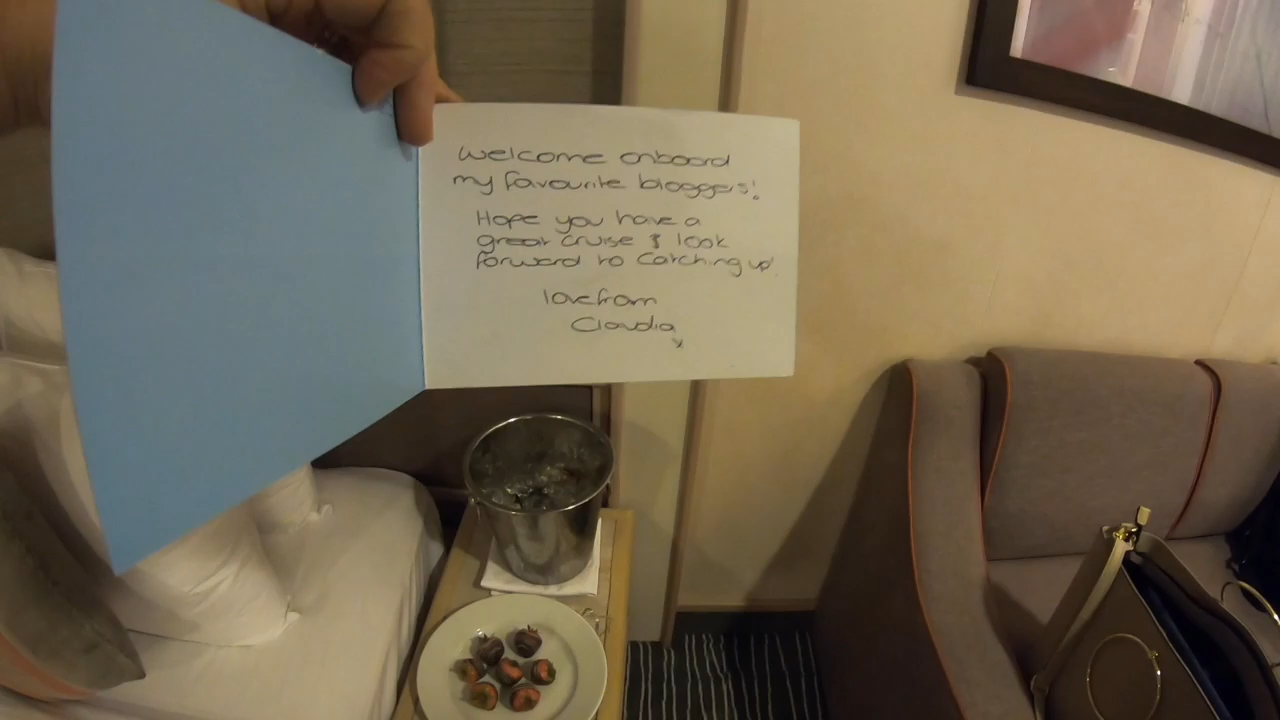 Welcome onboard
my favourite bloggers!
Hope you have a
great cruise & look
forward to catching up!
love from
Claudia
x